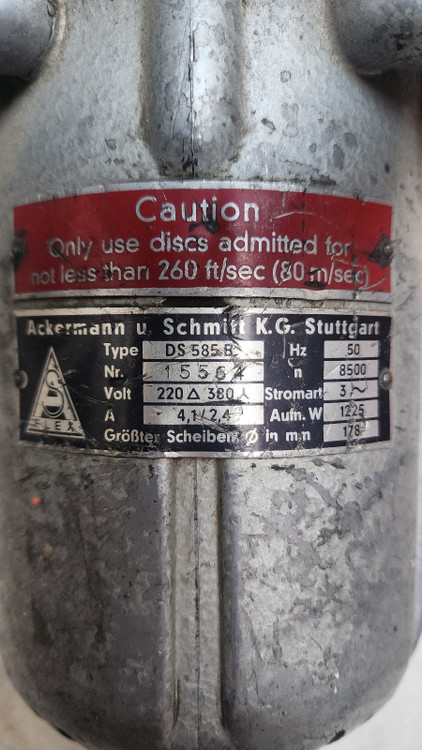 Caution
Only use discs admitted for
not less than 260 ft/sec (80 m/sec)
Ackermann u. Schmitt K.G. Stuttgart
Type DS 585 B Hz 50
Nr. 15564 n 8500
Volt 220 △ 380 人 Stromart 3 ~
A 4,1/2,4 Aufn. W 1225
Größter Scheiben ∅ in mm 178
FLEX